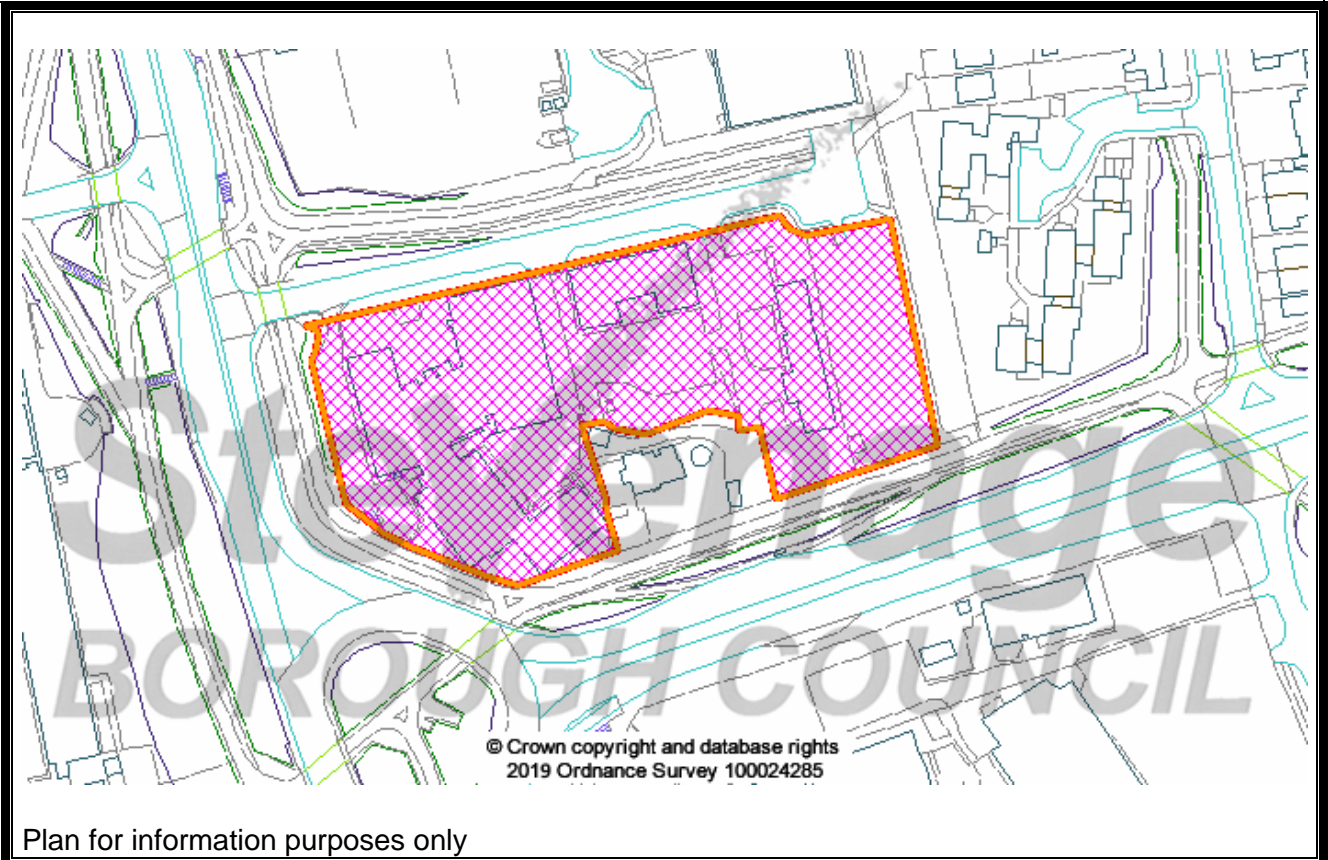 Stevenage
BOROUGH COUNCIL
© Crown copyright and database rights
2019 Ordnance Survey 100024285
Plan for information purposes only